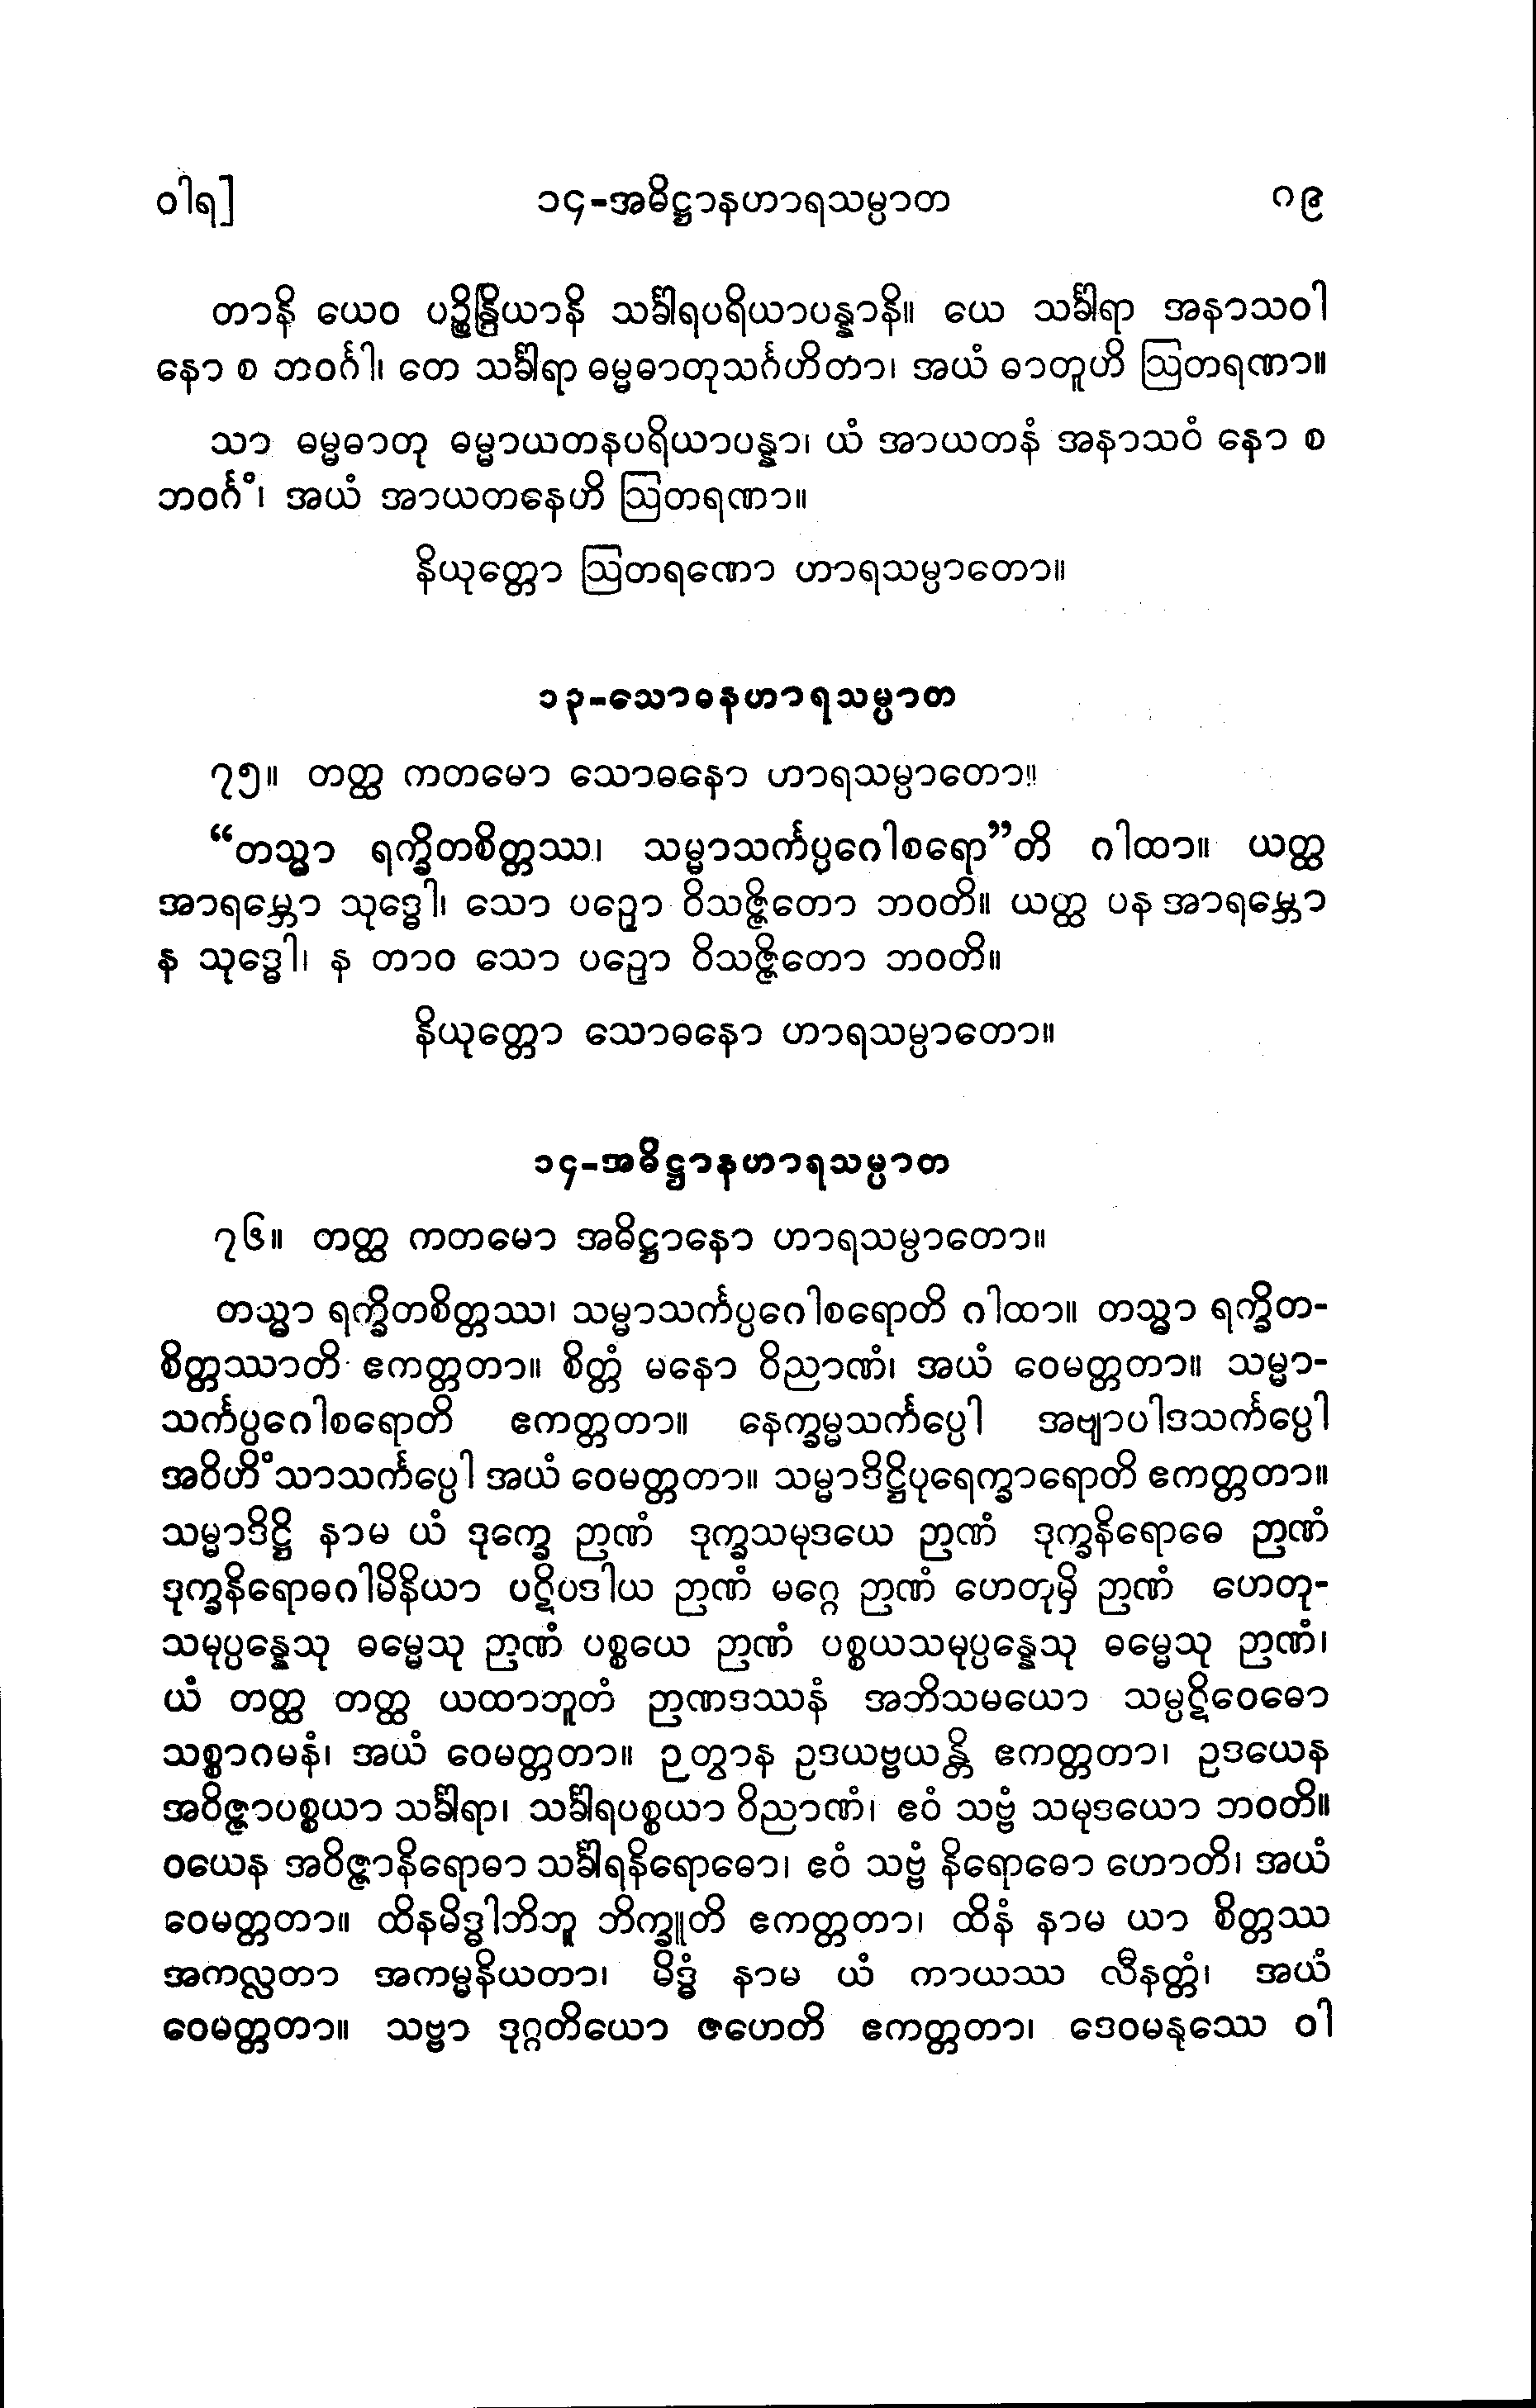 ဝါရ] ၁၄-အဓိဋ္ဌာနဟာရသမ္ပာတ ၈၉
တာနိ ယေဝ ပဉ္စိန္ဒြိယာနိ သင်္ခါရပရိယာပန္နာနိ။ ယေ သင်္ခါရာ အနာသဝါ
နော စ ဘဝင်္ဂါ၊ တေ သင်္ခါရာ ဓမ္မဓာတုသင်္ဂဟိတာ၊ အယံ ဓာတူဟိ ဩတရဏာ။
သာ ဓမ္မဓာတု ဓမ္မာယတနပရိယာပန္နာ၊ ယံ အာယတနံ အနာသဝံ နော စ
ဘဝင်္ဂံ၊ အယံ အာယတနေဟိ ဩတရဏာ။
နိယုတ္တော ဩတရဏော ဟာရသမ္ပာတော။
၁၃-သောဓနဟာရသမ္ပာတ
၇၅။ တတ္ထ ကတမော သောဓနော ဟာရသမ္ပာတော။
“တသ္မာ ရက္ခိတစိတ္တဿ၊ သမ္မာသင်္ကပ္ပဂေါစရော”တိ ဂါထာ။ ယတ္ထ
အာရမ္ဘော သုဒ္ဓေါ၊ သော ပဉှော ဝိသဇ္ဇိတော ဘဝတိ။ ယတ္ထ ပန အာရမ္ဘော
န သုဒ္ဓေါ၊ န တာဝ သော ပဉှော ဝိသဇ္ဇိတော ဘဝတိ။
နိယုတ္တော သောဓနော ဟာရသမ္ပာတော။
၁၄-အဓိဋ္ဌာနဟာရသမ္ပာတ
၇၆။ တတ္ထ ကတမော အဓိဋ္ဌာနော ဟာရသမ္ပာတော။
တသ္မာ ရက္ခိတစိတ္တဿ၊ သမ္မာသင်္ကပ္ပဂေါစရောတိ ဂါထာ။ တသ္မာ ရက္ခိတ-
စိတ္တဿာတိ ဧကတ္တတာ။ စိတ္တံ မနော ဝိညာဏံ၊ အယံ ဝေမတ္တတာ။ သမ္မာ-
သင်္ကပ္ပဂေါစရောတိ ဧကတ္တတာ။ နေက္ခမ္မသင်္ကပ္ပေါ အဗျာပါဒသင်္ကပ္ပေါ
အဝိဟိံသာသင်္ကပ္ပေါ အယံ ဝေမတ္တတာ။ သမ္မာဒိဋ္ဌိပုရေက္ခာရောတိ ဧကတ္တတာ။
သမ္မာဒိဋ္ဌိ နာမ ယံ ဒုက္ခေ ဉာဏံ ဒုက္ခသမုဒယေ ဉာဏံ ဒုက္ခနိရောဓေ ဉာဏံ
ဒုက္ခနိရောဓဂါမိနိယာ ပဋိပဒါယ ဉာဏံ မဂ္ဂေ ဉာဏံ ဟေတုမှိ ဉာဏံ ဟေတု-
သမုပ္ပန္နေသု ဓမ္မေသု ဉာဏံ ပစ္စယေ ဉာဏံ ပစ္စယသမုပ္ပန္နေသု ဓမ္မေသု ဉာဏံ၊
ယံ တတ္ထ တတ္ထ ယထာဘူတံ ဉာဏဒဿနံ အဘိသမယော သမ္ပဋိဝေဓော
သစ္စာဂမနံ၊ အယံ ဝေမတ္တတာ။ ဉတွာန ဥဒယဗ္ဗယန္တိ ဧကတ္တတာ၊ ဥဒယေန
အဝိဇ္ဇာပစ္စယာ သင်္ခါရာ၊ သင်္ခါရပစ္စယာ ဝိညာဏံ၊ ဧဝံ သဗ္ဗံ သမုဒယော ဘဝတိ။
ဝယေန အဝိဇ္ဇာနိရောဓာ သင်္ခါရနိရောဓော၊ ဧဝံ သဗ္ဗံ နိရောဓော ဟောတိ၊ အယံ
ဝေမတ္တတာ။ ထိနမိဒ္ဓါဘိဘူ ဘိက္ခူတိ ဧကတ္တတာ၊ ထိနံ နာမ ယာ စိတ္တဿ
အကလ္လတာ အကမ္မနိယတာ၊ မိဒ္ဓံ နာမ ယံ ကာယဿ လီနတ္တံ၊ အယံ
ဝေမတ္တတာ။ သဗ္ဗာ ဒုဂ္ဂတိယော ဇဟေတိ ဧကတ္တတာ၊ ဒေဝမနုဿေ ဝါ